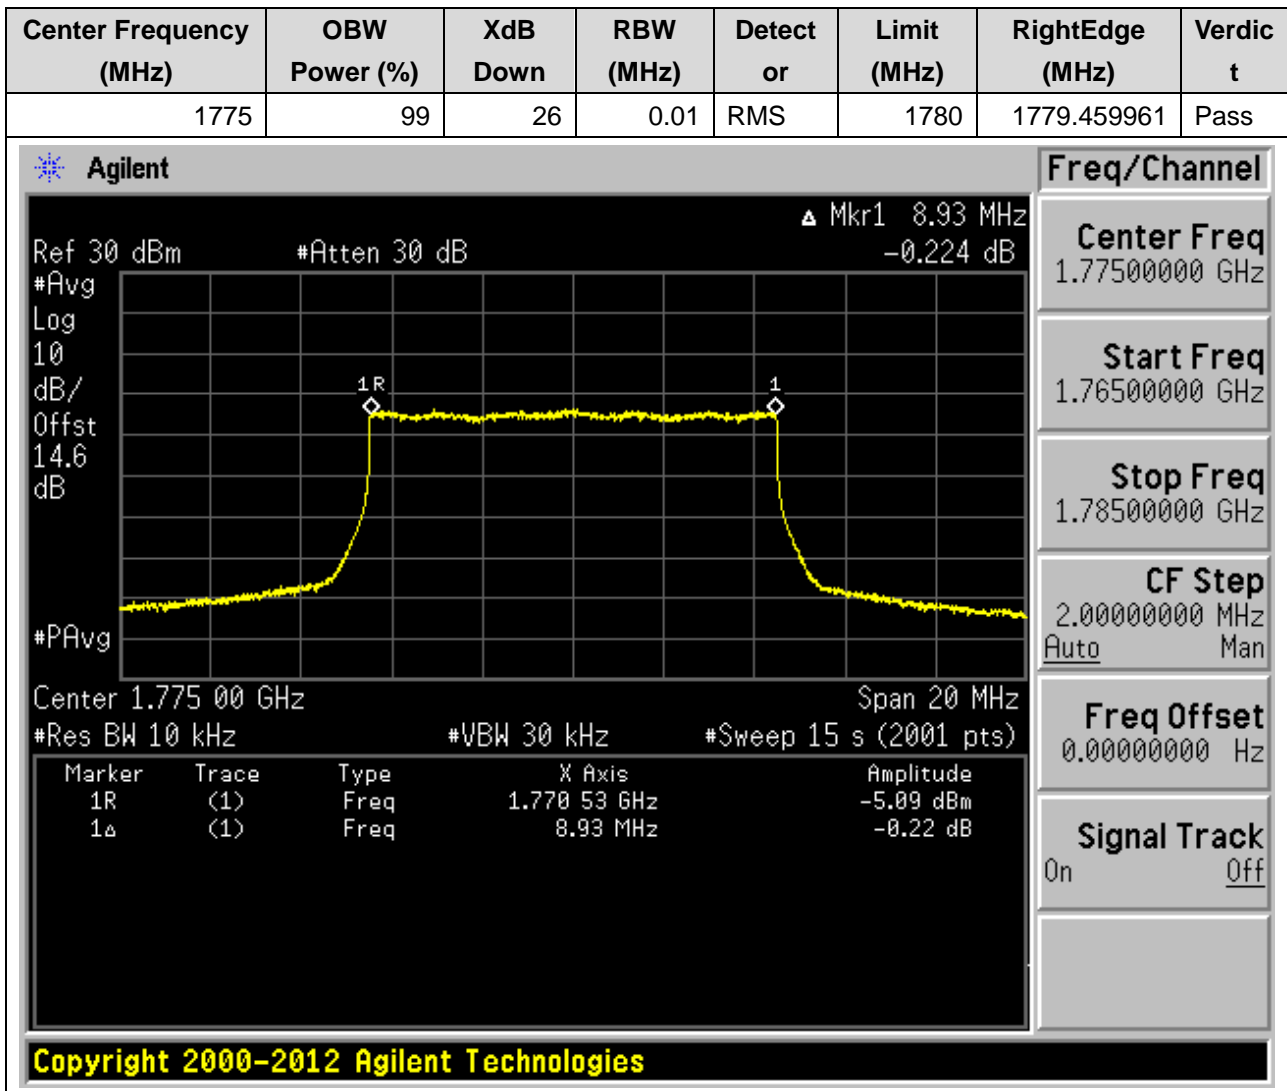 Center Frequency (MHz) OBW Power (%) XdB Down RBW (MHz) Detect or Limit (MHz) RightEdge (MHz) Verdic t
1775 99 26 0.01 RMS 1780 1779.459961 Pass
Agilent
Freq/Channel
Δ Mkr1 8.93 MHz
Ref 30 dBm #Atten 30 dB -0.224 dB
#Avg
Log
10
dB/
Offst
14.6
dB
1R 1
#PAvg
Center 1.775 00 GHz Span 20 MHz
#Res BW 10 kHz #VBW 30 kHz #Sweep 15 s (2001 pts)
Marker Trace Type X Axis Amplitude
1R (1) Freq 1.770 53 GHz -5.09 dBm
1Δ (1) Freq 8.93 MHz -0.22 dB
Center Freq
1.77500000 GHz
Start Freq
1.76500000 GHz
Stop Freq
1.78500000 GHz
CF Step
2.00000000 MHz
Auto Man
Freq Offset
0.00000000 Hz
Signal Track
On Off
Copyright 2000-2012 Agilent Technologies